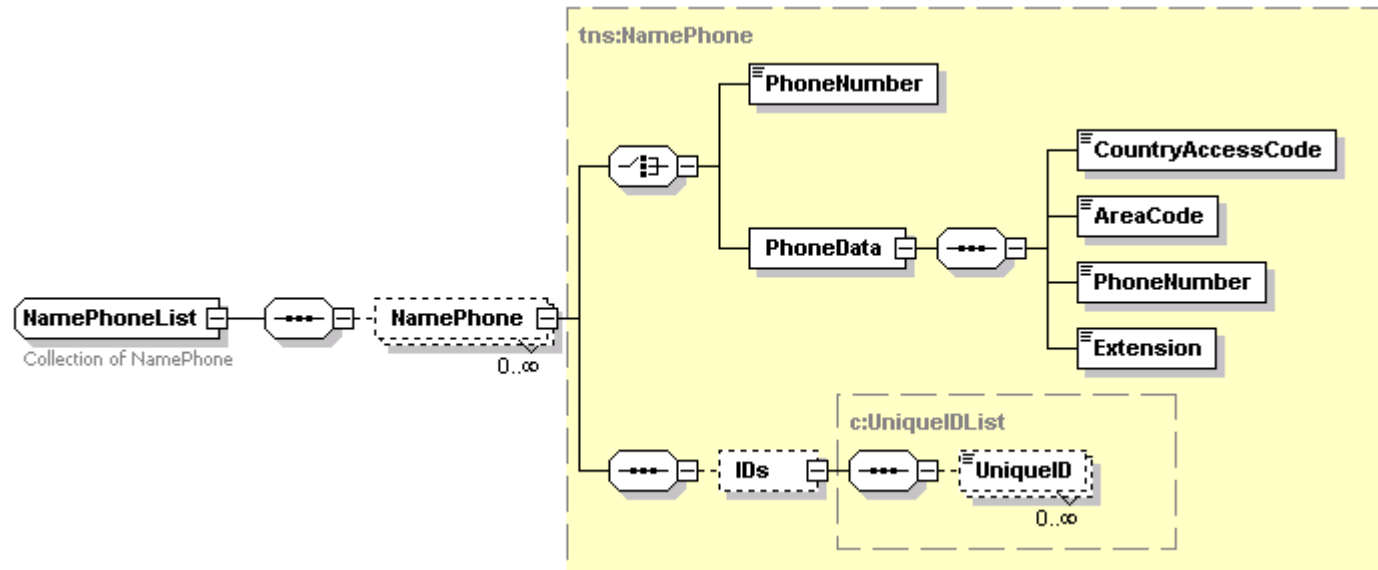 tns:NamePhone
PhoneNumber
CountryAccessCode
AreaCode
PhoneData
PhoneNumber
NamePhoneList
NamePhone
Extension
Collection of NamePhone
0..∞
c:UniqueIDList
IDs
UniqueID
0..∞